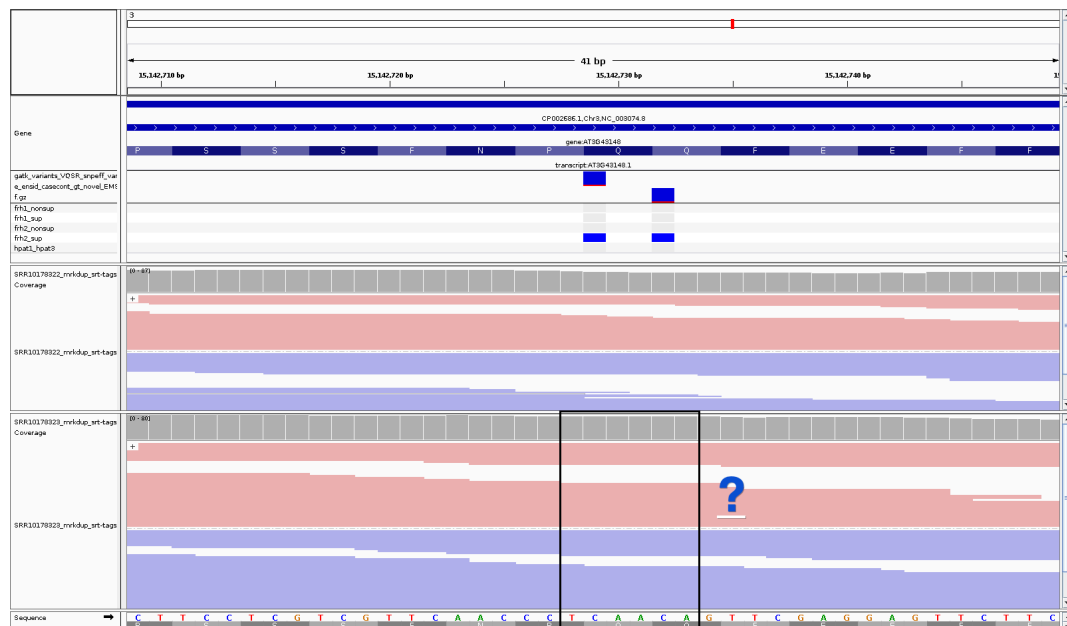 3
41 bp
15,142,710 bp 15,142,720 bp 15,142,730 bp 15,142,740 bp
CP002686.1,Chr3,NC_003074.8
Gene
gene:AT3G43148
P S S S F N P Q Q F E E F F
transcript:AT3G43148.1
gatk_variants_VQSR_snpeff_var
e_ensid_casecont_gt_novel_EMS
f.gz
frh1_nonsup
frh1_sup
frh2_nonsup
frh2_sup
hpat1_hpat3
SRR10178322_mrkdup_srt-tags
Coverage
[0 - 87]
SRR10178322_mrkdup_srt-tags
SRR10178323_mrkdup_srt-tags
Coverage
[0 - 80]
?
SRR10178323_mrkdup_srt-tags
Sequence C T T C C T C G T C G T T C A A C C C T C A A C A G T T C G A G G A G T T C T T C